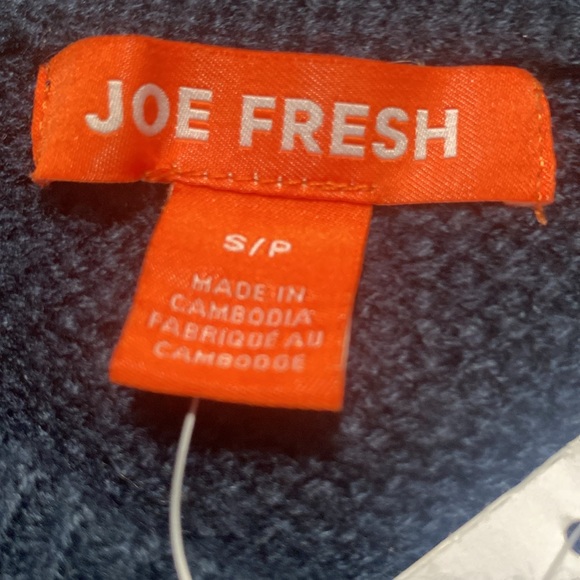 JOE FRESH
S/P
MADE IN
CAMBODIA
FABRIQUÉ AU
CAMBODGE